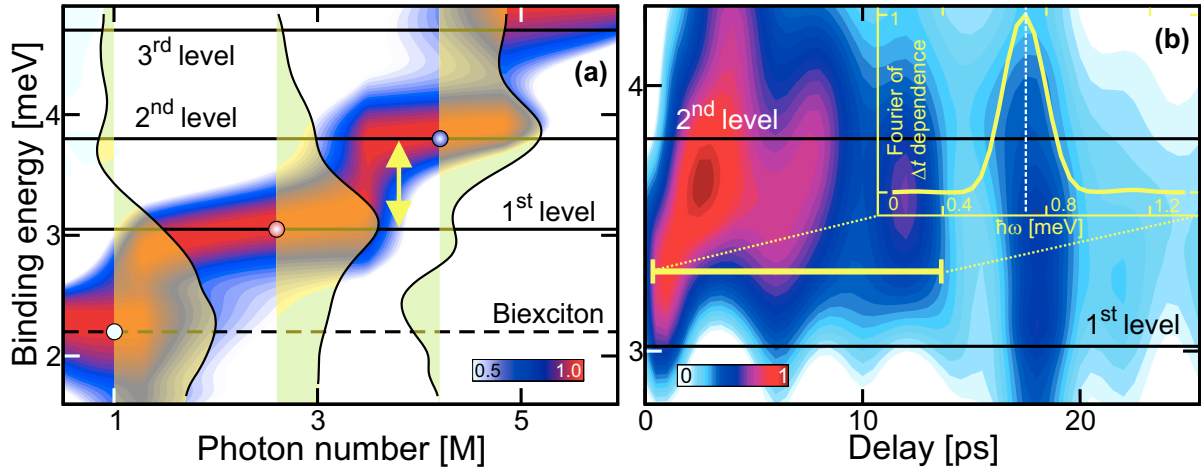 (a)
3rd level
2nd level
1st level
Biexciton
Binding energy [meV]
4
3
2
0.5 1.0
1 3 5
Photon number [M]
(b)
2nd level
1st level
4
3
0 1
0 10 20
Delay [ps]
Fourier of
Δt dependence
1
0
0 0.4 0.8 1.2
ħω [meV]